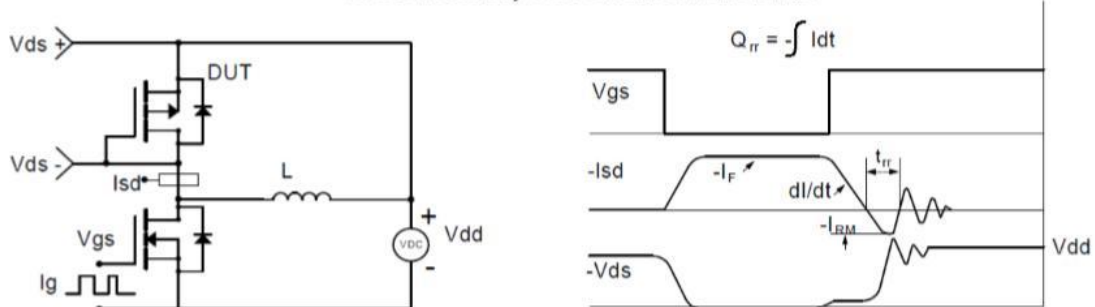 Vds +
DUT
Vds -
Isd
L
Vgs
+
VDC
Vdd
-
Ig
Qrr = -∫ Idt
Vgs
-Isd
-IF
dI/dt
trr
-IRM
Vdd
-Vds